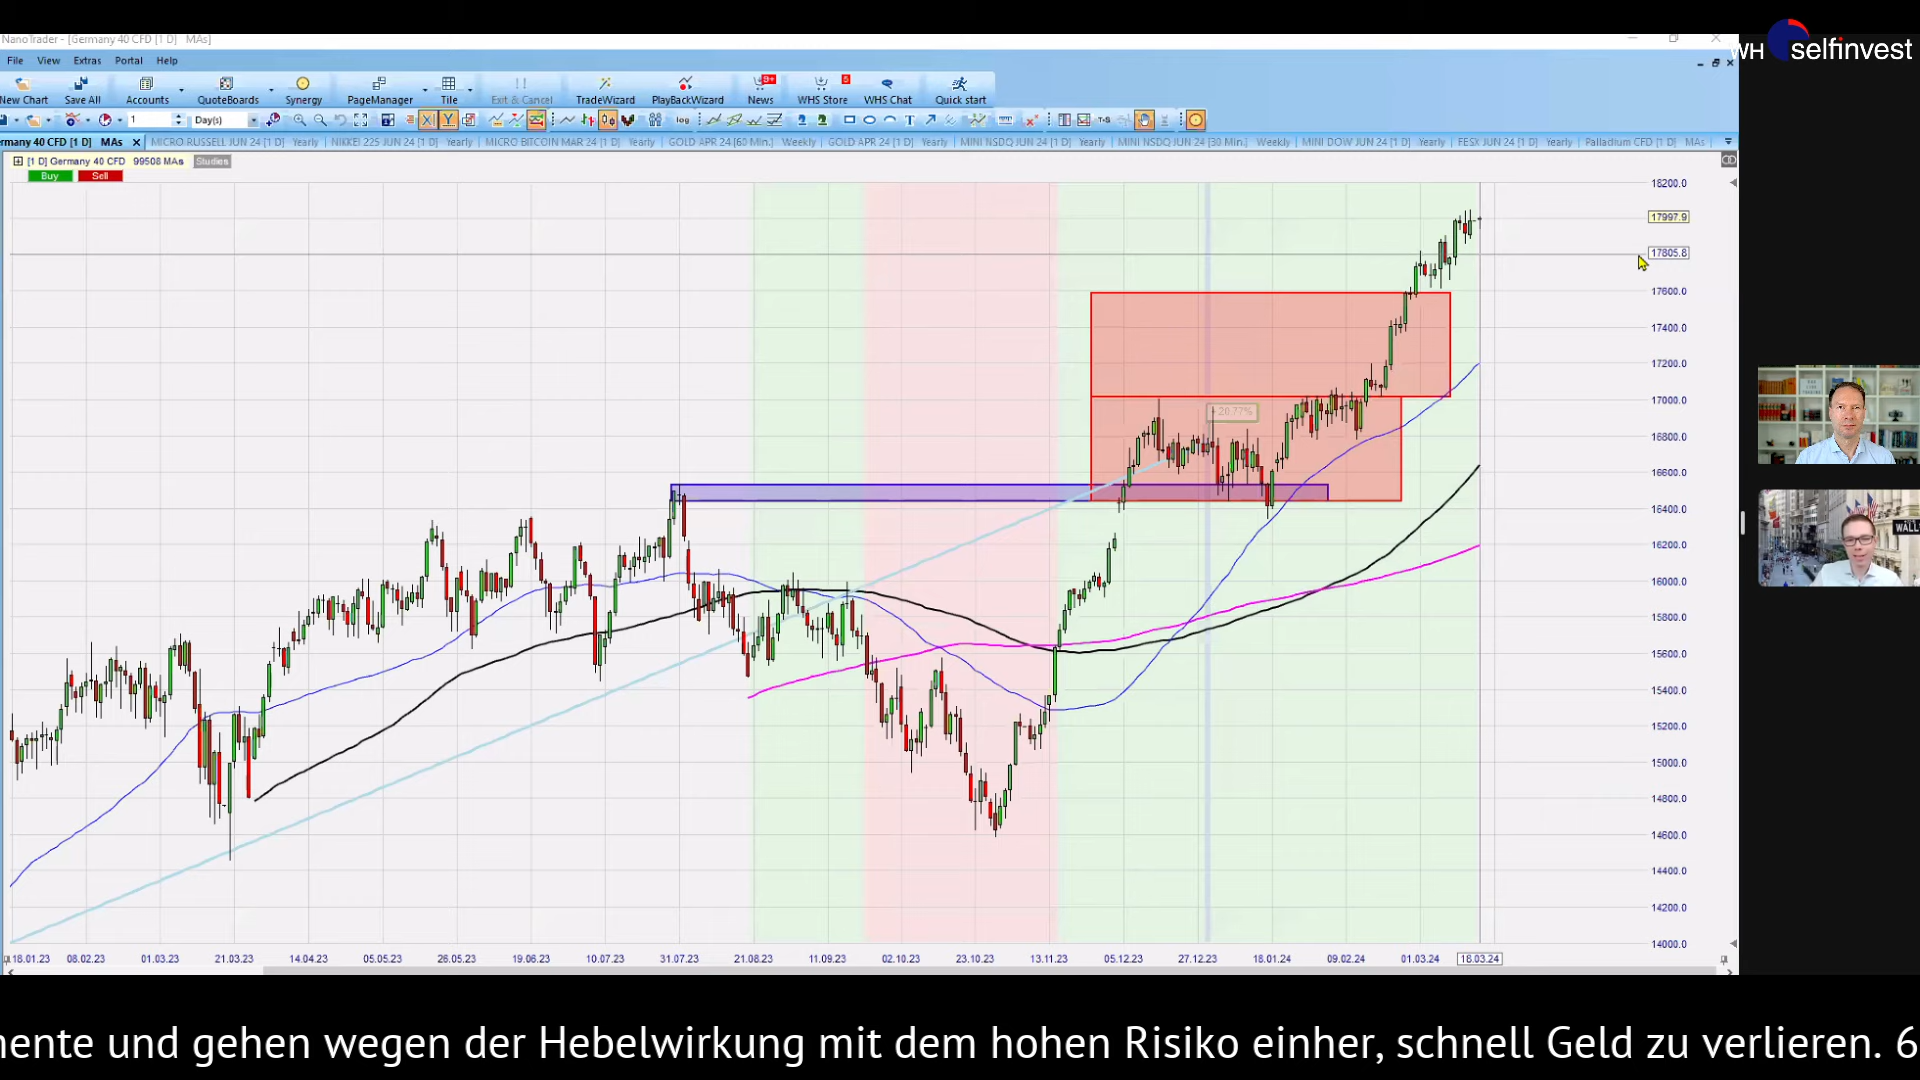 NanoTrader - [Germany 40 CFD [1 D] MAs]
WH selfinvest
File View Extras Portal Help
9+ 5
New Chart Save All Accounts QuoteBoards Synergy PageManager Tile Exit & Cancel TradeWizard PlayBackWizard News WHS Store WHS Chat Quick start
1 Day(s) log T T+S
rmany 40 CFD [1 D] MAs MICRO RUSSELL JUN 24 [1 D] Yearly NIKKEI 225 JUN 24 [1 D] Yearly MICRO BITCOIN MAR 24 [1 D] Yearly GOLD APR 24 [60 Min.] Weekly GOLD APR 24 [1 D] Yearly MINI NSDQ JUN 24 [1 D] Yearly MINI NSDQ JUN 24 [30 Min.] Weekly MINI DOW JUN 24 [1 D] Yearly FESX JUN 24 [1 D] Yearly Palladium CFD [1 D] MAs
[1 D] Germany 40 CFD 99508 MAs Studies
Buy Sell
18200.0
17997.9
17805.8
17600.0
17400.0
17200.0
17000.0
20.77%
16800.0
16600.0
16400.0
16200.0
16000.0
15800.0
15600.0
15400.0
15200.0
15000.0
14800.0
14600.0
14400.0
14200.0
14000.0
WALL
18.01.23 08.02.23 01.03.23 21.03.23 14.04.23 05.05.23 26.05.23 19.06.23 10.07.23 31.07.23 21.08.23 11.09.23 02.10.23 23.10.23 13.11.23 05.12.23 27.12.23 18.01.24 09.02.24 01.03.24 18.03.24
nente und gehen wegen der Hebelwirkung mit dem hohen Risiko einher, schnell Geld zu verlieren. 6